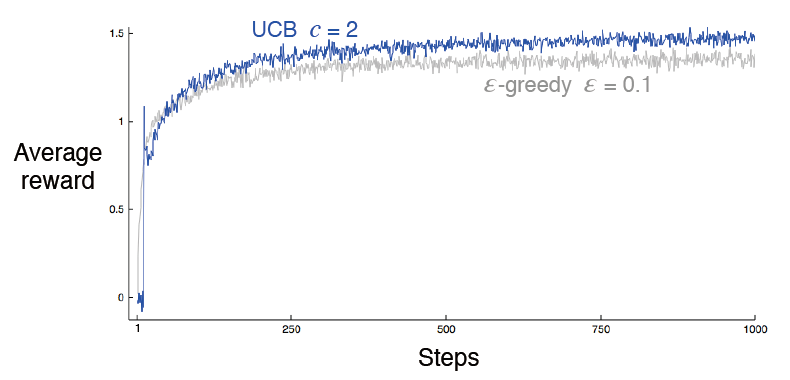 UCB c = 2
ε-greedy ε = 0.1
Average
reward
1.5
1
0.5
0
1 250 500 750 1000
Steps